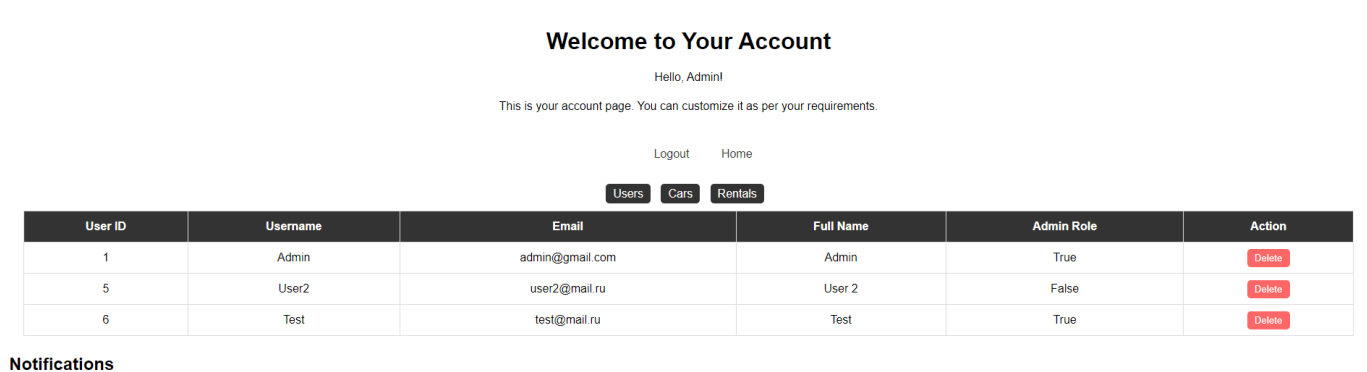 Welcome to Your Account
Hello, Admin!
This is your account page. You can customize it as per your requirements.
Logout Home
Users Cars Rentals
User ID Username Email Full Name Admin Role Action
1 Admin admin@gmail.com Admin True Delete
5 User2 user2@mail.ru User 2 False Delete
6 Test test@mail.ru Test True Delete
Notifications